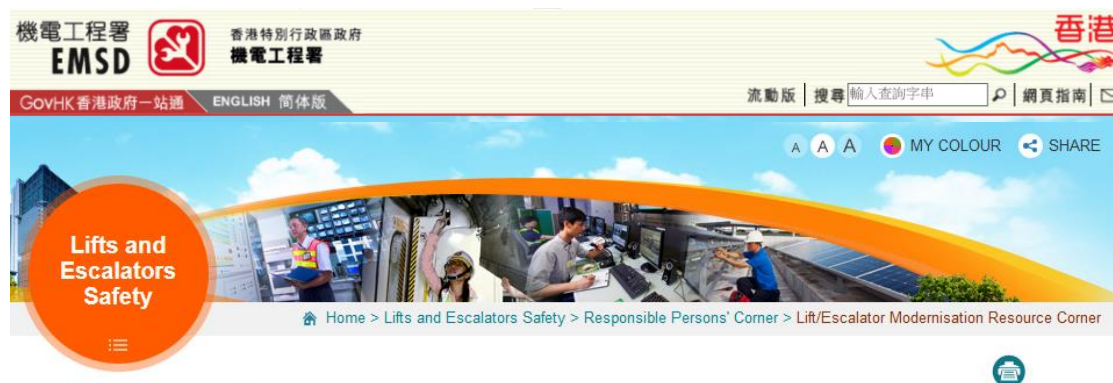 機電工程署
EMSD
香港特別行政區政府
機電工程署
香港
GovHK香港政府一站通 ENGLISH 简体版
流動版 搜尋 輸入查詢字串 網頁指南
A A A MY COLOUR SHARE
Lifts and
Escalators
Safety
Home > Lifts and Escalators Safety > Responsible Persons' Corner > Lift/Escalator Modernisation Resource Corner